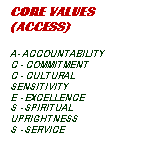 CORE VALUES
(ACCESS)
A- ACCOUNTABILITY
C - COMMITMENT
C - CULTURAL
SENSITIVITY
E - EXCELLENCE
S - SPIRITUAL
UPRIGHTNESS
S - SERVICE